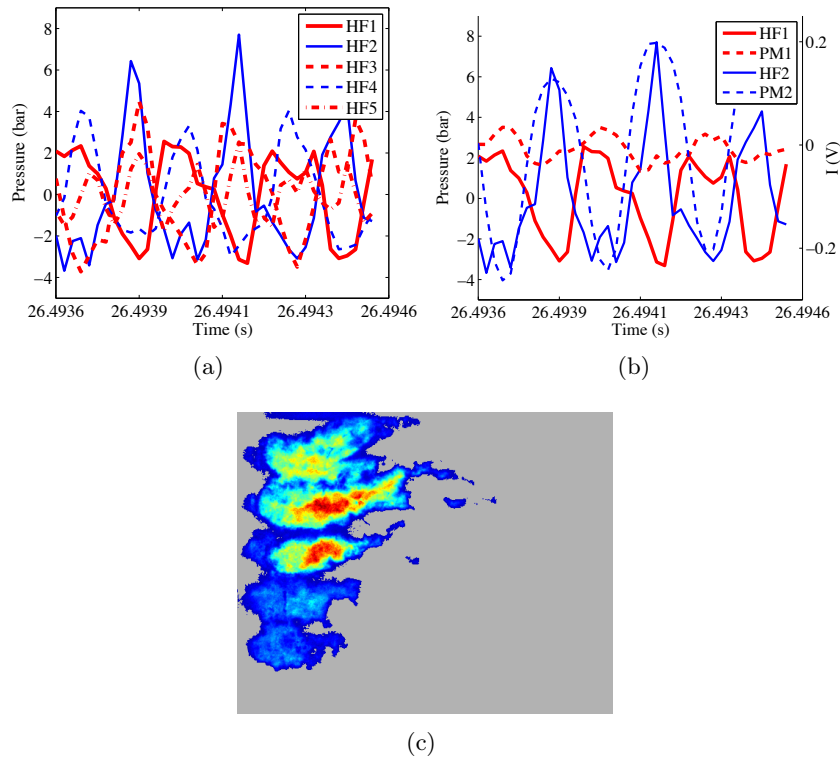 8
6
4
2
0
−2
−4
Pressure (bar)
HF1
HF2
HF3
HF4
HF5
26.4936 26.4939 26.4941 26.4943 26.4946
Time (s)
(a)
8
6
4
2
0
−2
−4
Pressure (bar)
HF1
PM1
HF2
PM2
0.2
0
−0.2
I (V)
26.4936 26.4939 26.4941 26.4943 26.4946
Time (s)
(b)
(c)